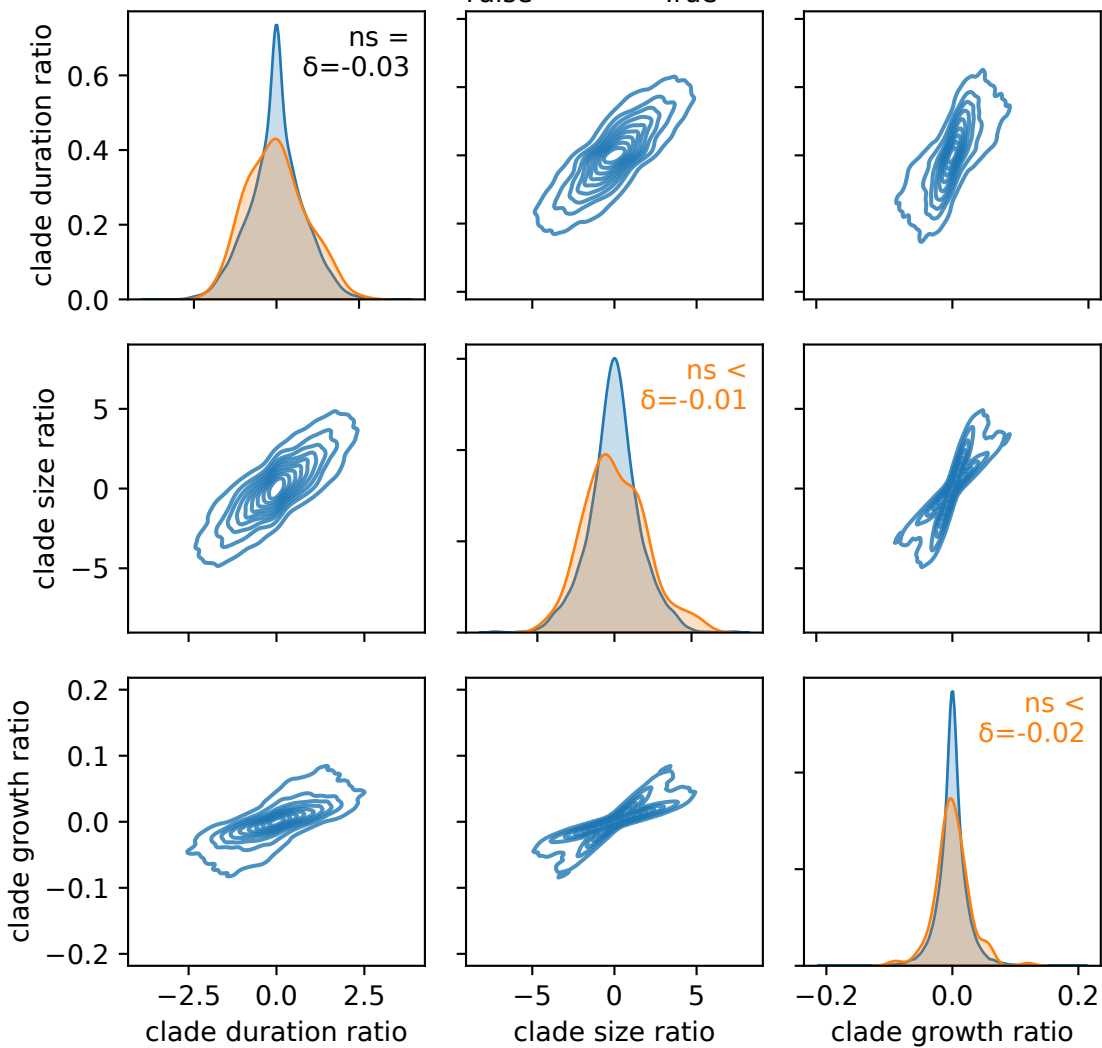 clade duration ratio
0.6
0.4
0.2
0.0
ns =
δ=-0.03
clade size ratio
5
0
−5
ns <
δ=-0.01
clade growth ratio
0.2
0.1
0.0
−0.1
−0.2
ns <
δ=-0.02
−2.5 0.0 2.5
−5 0 5
−0.2 0.0 0.2
clade duration ratio
clade size ratio
clade growth ratio